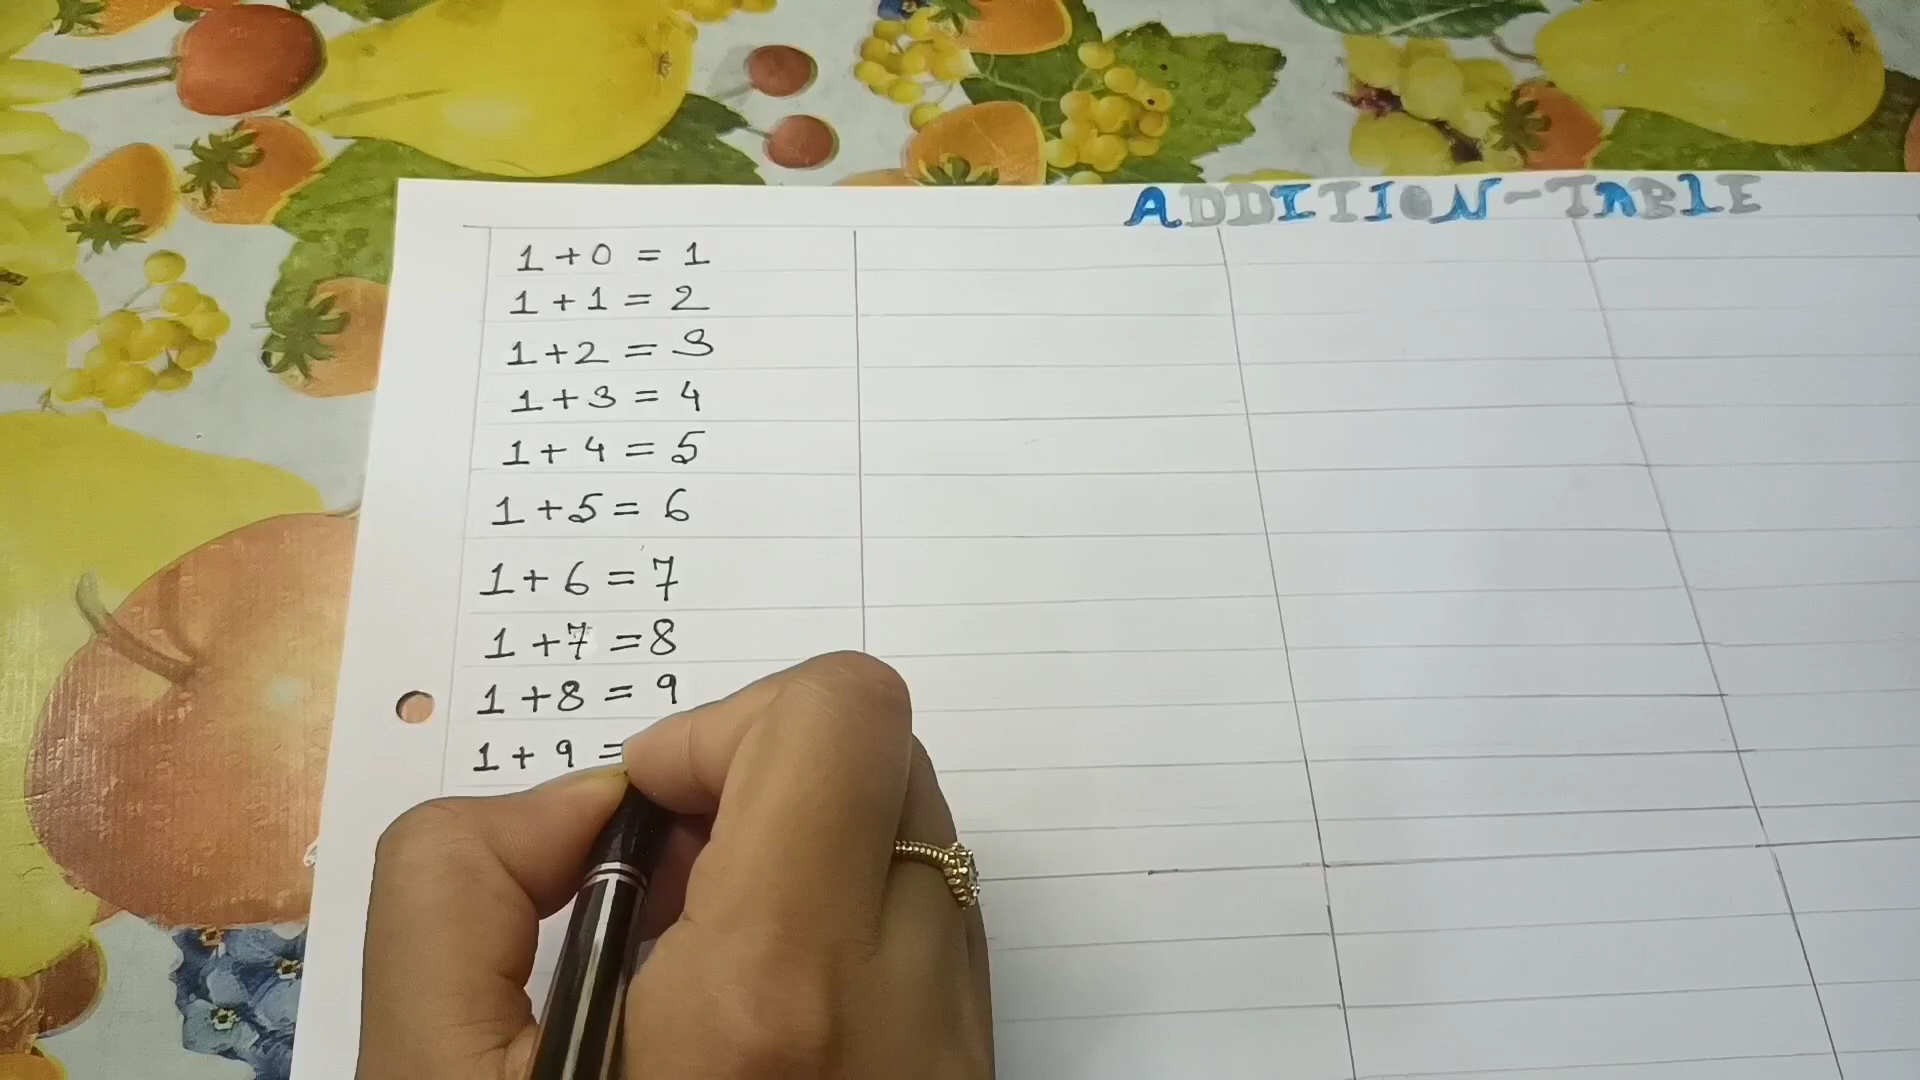 ADDITION-TABLE
1+0 = 1
1+1 = 2
1+2 = 3
1+3 = 4
1+4 = 5
1+5 = 6
1+6 = 7
1+7 = 8
1+8 = 9
1+9 =